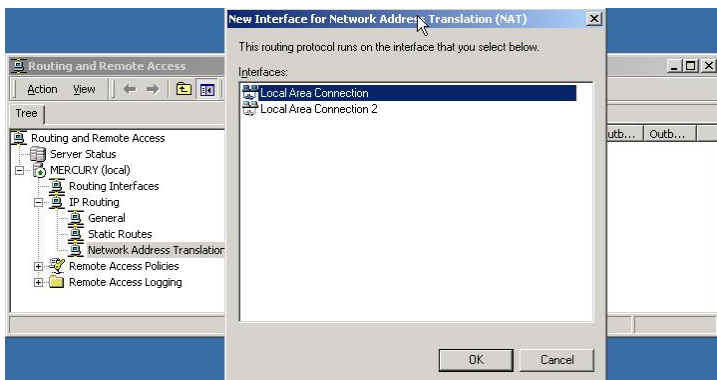 New Interface for Network Address Translation (NAT)
This routing protocol runs on the interface that you select below.
Interfaces:
Local Area Connection
Local Area Connection 2
OK
Cancel
Routing and Remote Access
Action View
Tree
Routing and Remote Access
Server Status
MERCURY (local)
Routing Interfaces
IP Routing
General
Static Routes
Network Address Translation
Remote Access Policies
Remote Access Logging
utb... Outb...